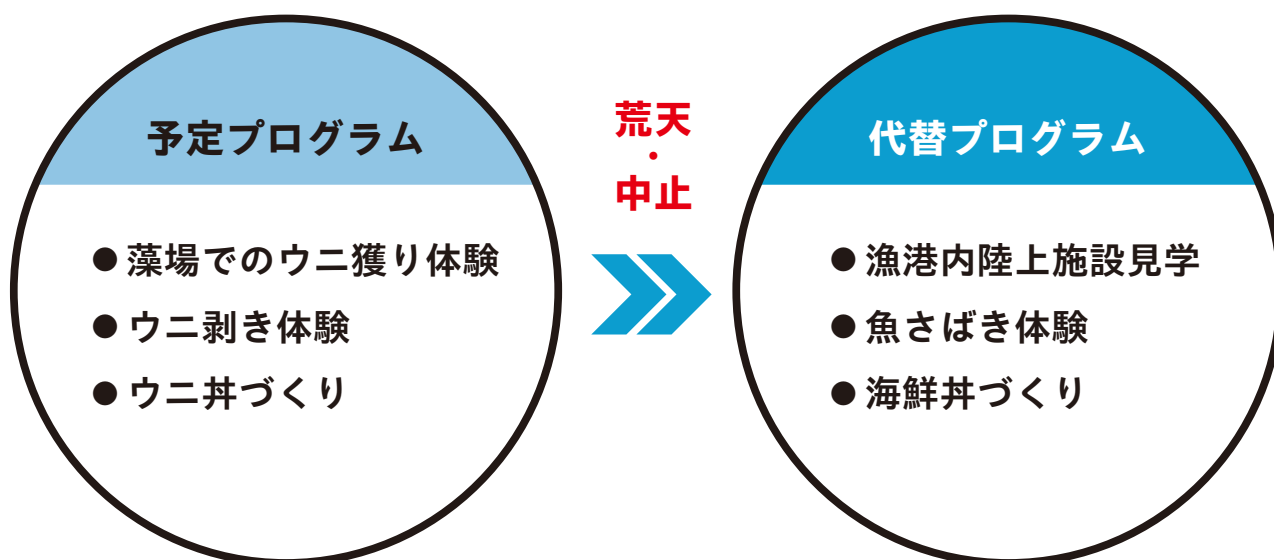 予定プログラム
● 藻場でのウニ獲り体験
● ウニ剥き体験
● ウニ丼づくり
荒天
・
中止
代替プログラム
● 漁港内陸上施設見学
● 魚さばき体験
● 海鮮丼づくり